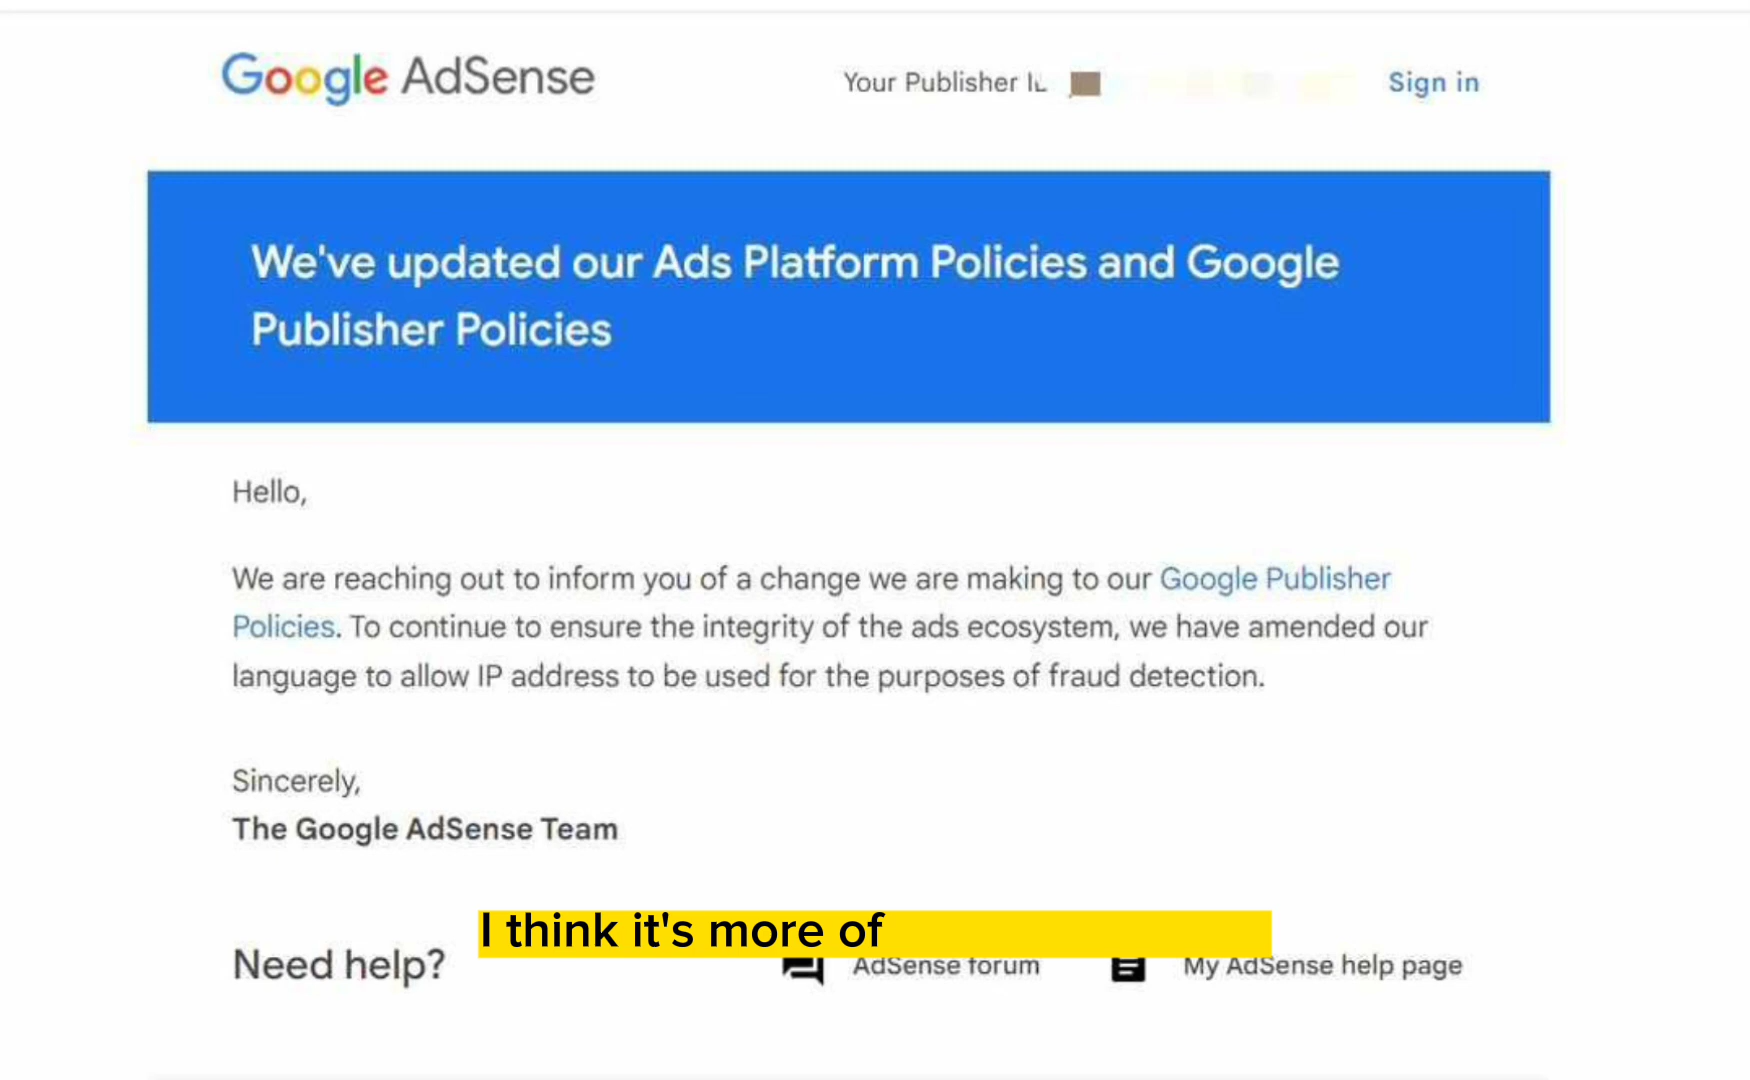 Google AdSense
Your Publisher
Sign in
We've updated our Ads Platform Policies and Google
Publisher Policies
Hello,
We are reaching out to inform you of a change we are making to our Google Publisher
Policies. To continue to ensure the integrity of the ads ecosystem, we have amended our
language to allow IP address to be used for the purposes of fraud detection.
Sincerely,
The Google AdSense Team
I think it's more of
Need help?
AdSense forum
My AdSense help page